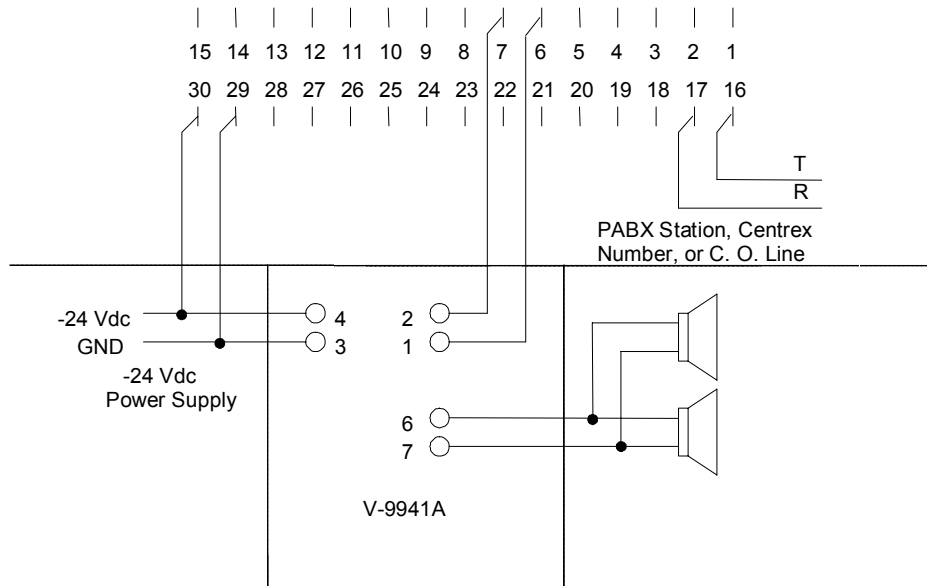 15 14 13 12 11 10 9 8 7 6 5 4 3 2 1
30 29 28 27 26 25 24 23 22 21 20 19 18 17 16
T
R
PABX Station, Centrex
Number, or C. O. Line
-24 Vdc 4 2
GND 3 1
-24 Vdc
Power Supply
6
7
V-9941A